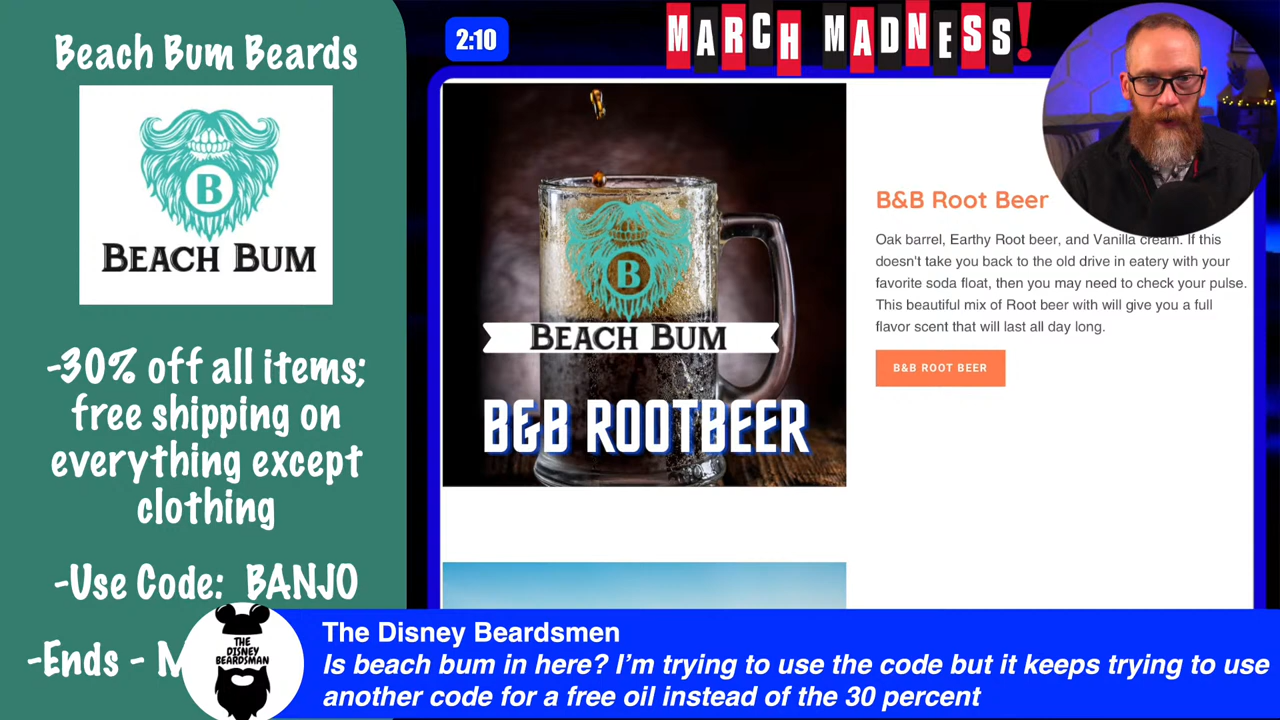 Beach Bum Beards
B
BEACH BUM
-30% off all items;
free shipping on
everything except
clothing
-Use Code: BANJO
-Ends - M
2:10
MARCH MADNESS!
B
BEACH BUM
B&B ROOTBEER
B&B Root Beer
Oak barrel, Earthy Root beer, and Vanilla cream. If this
doesn't take you back to the old drive in eatery with your
favorite soda float, then you may need to check your pulse.
This beautiful mix of Root beer with will give you a full
flavor scent that will last all day long.
B&B ROOT BEER
THE
DISNEY
BEARDSMAN
The Disney Beardsmen
Is beach bum in here? I'm trying to use the code but it keeps trying to use
another code for a free oil instead of the 30 percent